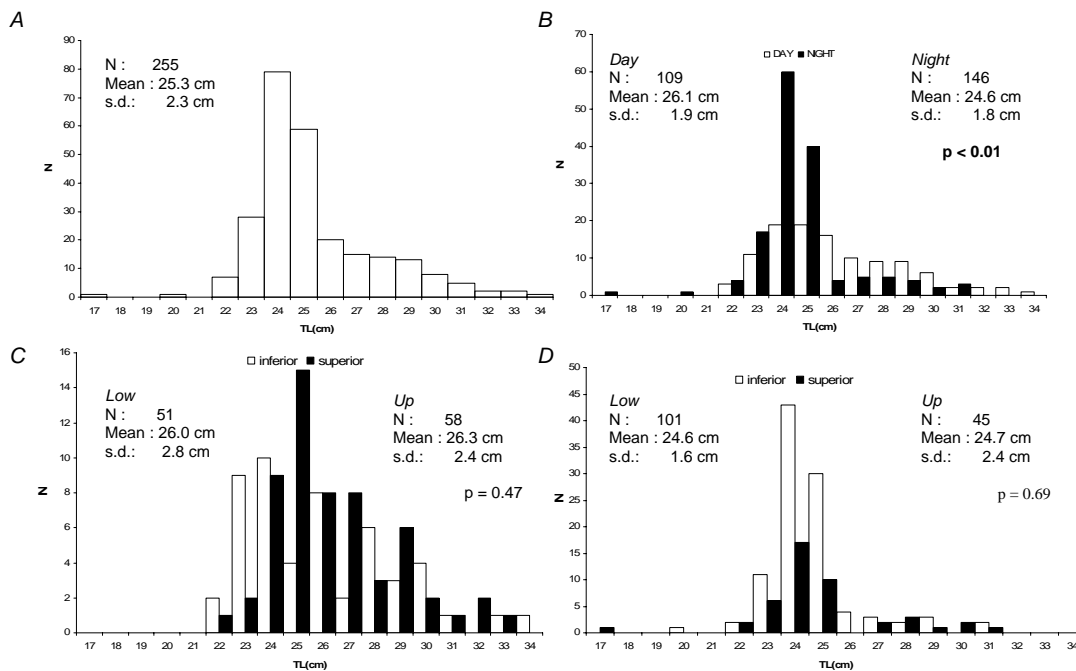 A
N : 255
Mean : 25.3 cm
s.d.: 2.3 cm
90
80
70
60
50
40
30
20
10
0
N
17 18 19 20 21 22 23 24 25 26 27 28 29 30 31 32 33 34
TL(cm)
B
DAY NIGHT
Day
N : 109
Mean : 26.1 cm
s.d.: 1.9 cm
Night
N : 146
Mean : 24.6 cm
s.d.: 1.8 cm
p < 0.01
70
60
50
40
30
20
10
0
N
17 18 19 20 21 22 23 24 25 26 27 28 29 30 31 32 33 34
TL(cm)
C
inferior superior
Low
N : 51
Mean : 26.0 cm
s.d.: 2.8 cm
Up
N : 58
Mean : 26.3 cm
s.d.: 2.4 cm
p = 0.47
16
14
12
10
8
6
4
2
0
N
17 18 19 20 21 22 23 24 25 26 27 28 29 30 31 32 33 34
TL(cm)
D
inferior superior
Low
N : 101
Mean : 24.6 cm
s.d.: 1.6 cm
Up
N : 45
Mean : 24.7 cm
s.d.: 2.4 cm
p = 0.69
50
45
40
35
30
25
20
15
10
5
0
N
17 18 19 20 21 22 23 24 25 26 27 28 29 30 31 32 33 34
TL(cm)